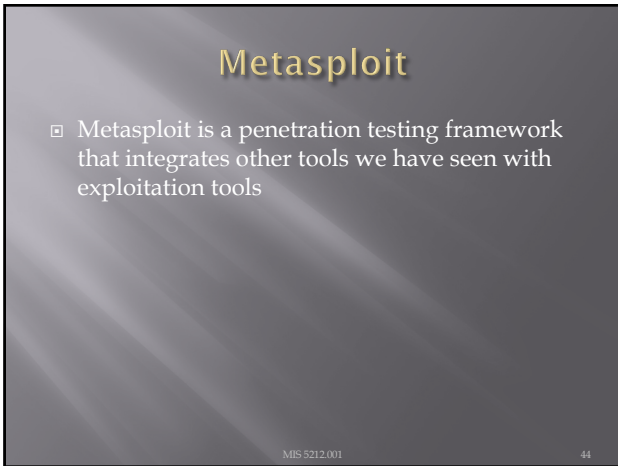 Metasploit
Metasploit is a penetration testing framework
that integrates other tools we have seen with
exploitation tools
MIS 5212.001
44